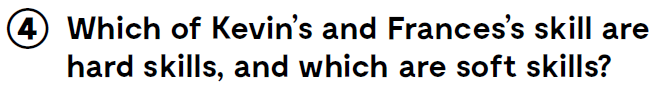 ④ Which of Kevin’s and Frances’s skill are
hard skills, and which are soft skills?